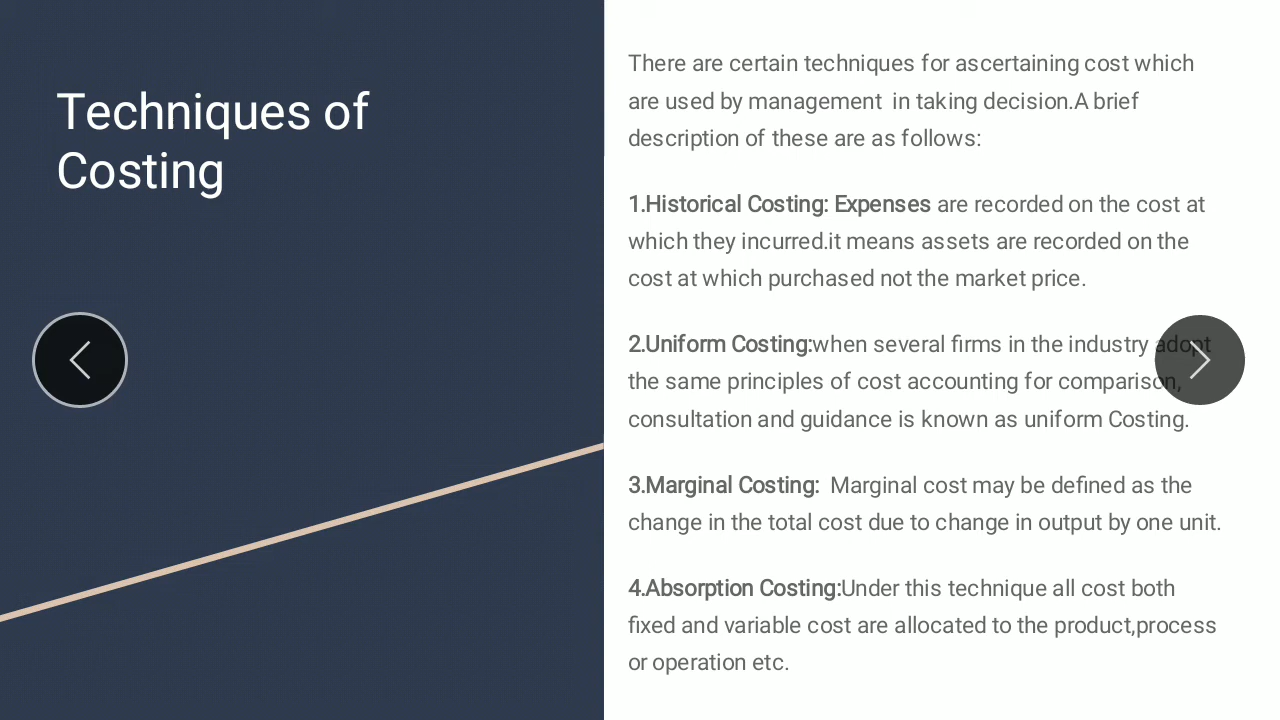 Techniques of
Costing
There are certain techniques for ascertaining cost which
are used by management  in taking decision.A brief
description of these are as follows:
1.Historical Costing: Expenses are recorded on the cost at
which they incurred.it means assets are recorded on the
cost at which purchased not the market price.
2.Uniform Costing:when several firms in the industry adopt
the same principles of cost accounting for comparison,
consultation and guidance is known as uniform Costing.
3.Marginal Costing:  Marginal cost may be defined as the
change in the total cost due to change in output by one unit.
4.Absorption Costing:Under this technique all cost both
fixed and variable cost are allocated to the product,process
or operation etc.